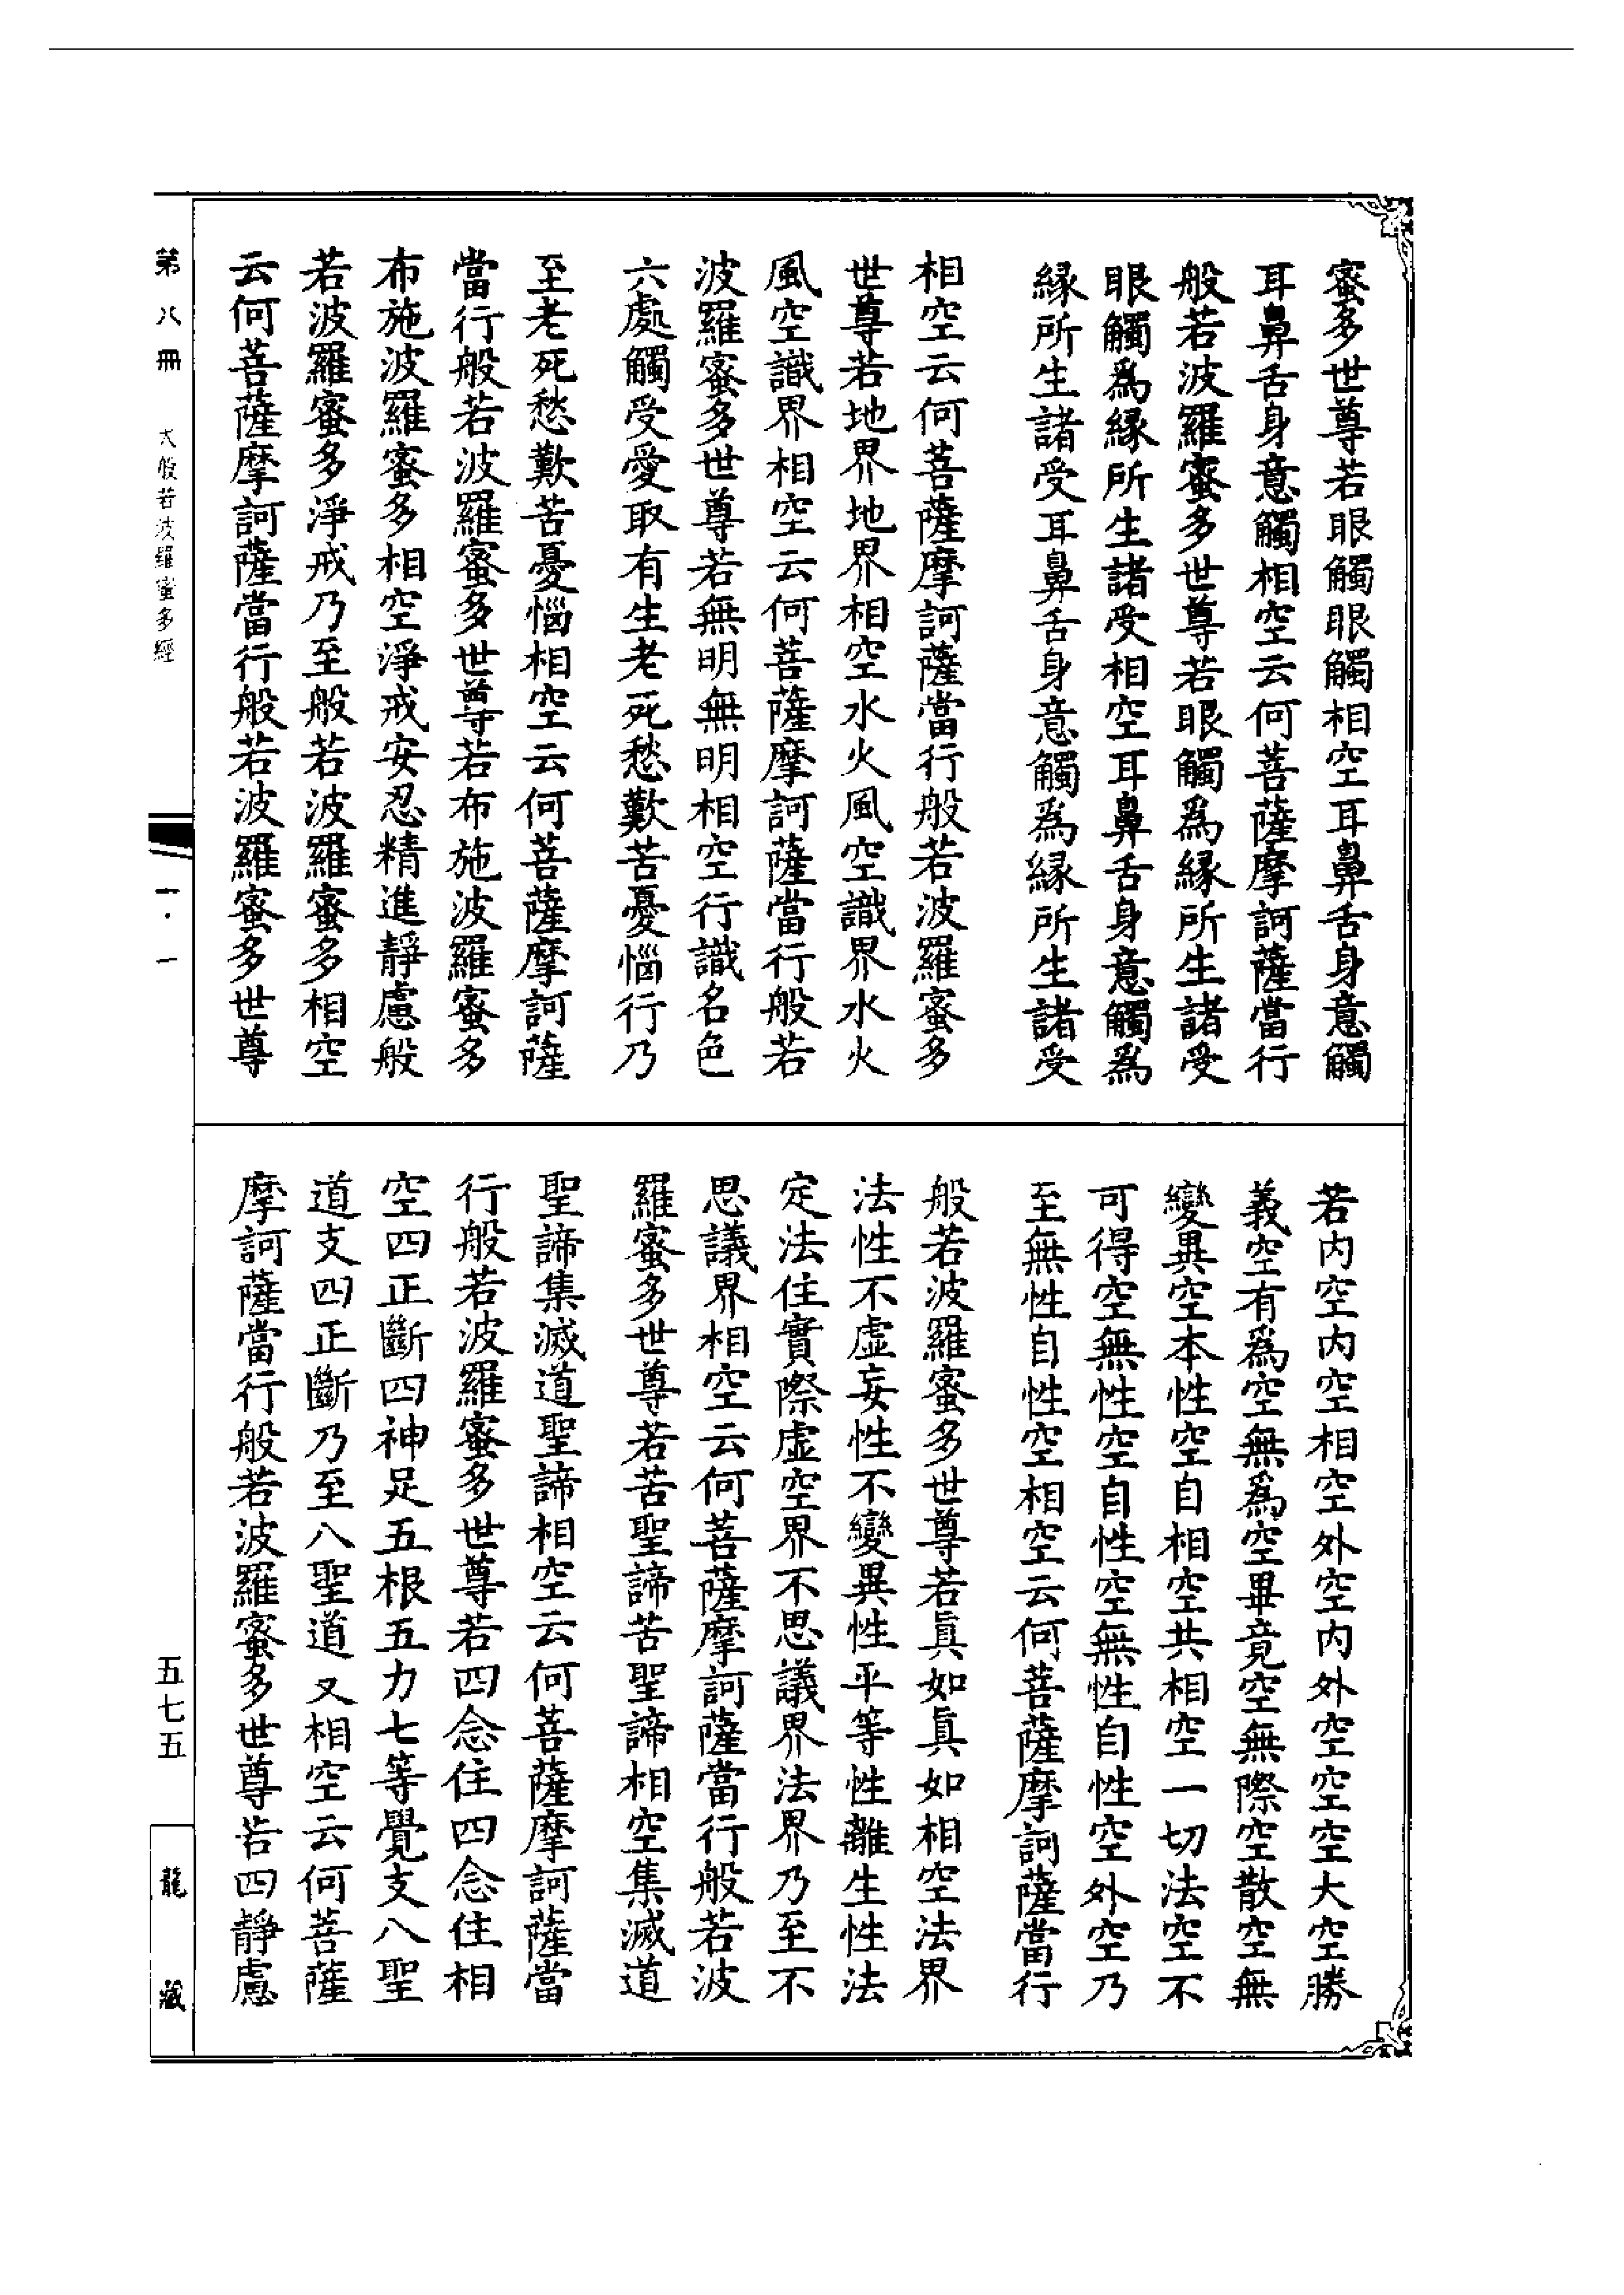 蜜多世尊若眼觸眼觸相空耳鼻舌身意觸
耳鼻舌身意觸相空云何菩薩摩訶薩當行
般若波羅蜜多世尊若眼觸爲緣所生諸受
眼觸爲緣所生諸受相空耳鼻舌身意觸爲
緣所生諸受耳鼻舌身意觸爲緣所生諸受
相空云何菩薩摩訶薩當行般若波羅蜜多
世尊若地界地界相空水火風空識界水火
風空識界相空云何菩薩摩訶薩當行般若
波羅蜜多世尊若無明無明相空行識名色
六處觸受愛取有生老死愁歎苦憂惱行乃
至老死愁歎苦憂惱相空云何菩薩摩訶薩
當行般若波羅蜜多世尊若布施波羅蜜多
布施波羅蜜多相空淨戒安忍精進靜慮般
若波羅蜜多淨戒乃至般若波羅蜜多相空
云何菩薩摩訶薩當行般若波羅蜜多世尊
若内空内空相空外空内外空空空大空勝
義空有爲空無爲空畢竟空無際空散空無
變異空本性空自相空共相空一切法空不
可得空無性空自性空無性自性空外空乃
至無性自性空相空云何菩薩摩訶薩當行
般若波羅蜜多世尊若眞如眞如相空法界
法性不虛妄性不變異性平等性離生性法
定法住實際虛空界不思議界法界乃至不
思議界相空云何菩薩摩訶薩當行般若波
羅蜜多世尊若苦聖諦苦聖諦相空集滅道
聖諦集滅道聖諦相空云何菩薩摩訶薩當
行般若波羅蜜多世尊若四念住四念住相
空四正斷四神足五根五力七等覺支八聖
道支四正斷乃至八聖道支相空云何菩薩
摩訶薩當行般若波羅蜜多世尊若四靜慮
第八冊 大般若波羅蜜多經 一·一 五七五
龍藏